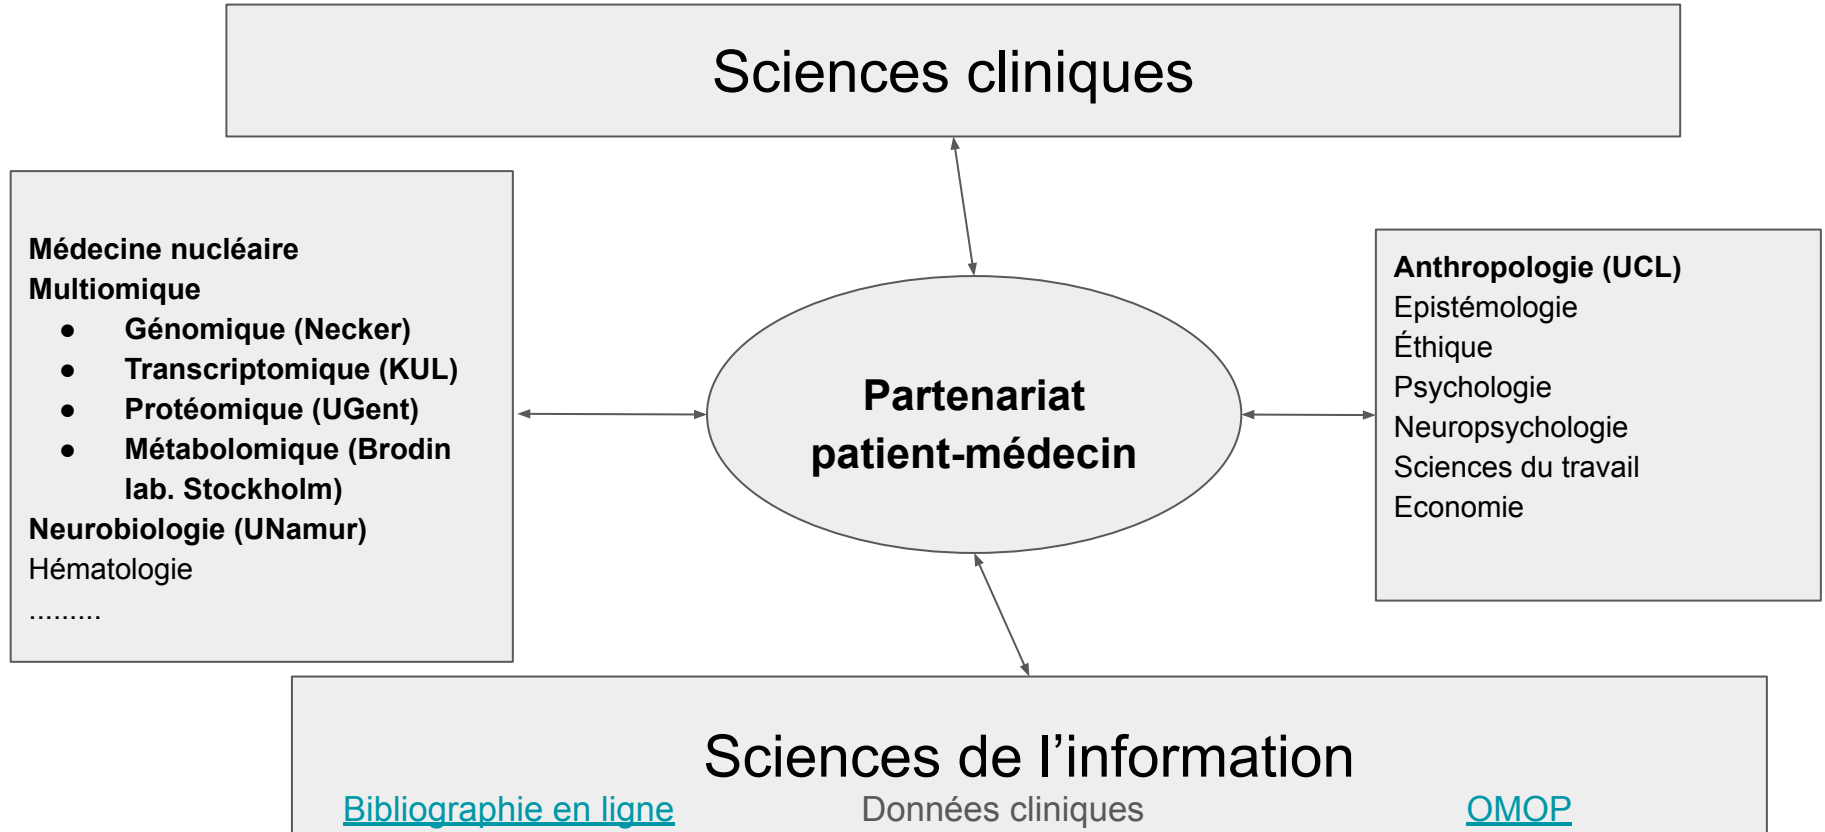 Sciences cliniques
Médecine nucléaire
Multiomique
● Génomique (Necker)
● Transcriptomique (KUL)
● Protéomique (UGent)
● Métabolomique (Brodin
lab. Stockholm)
Neurobiologie (UNamur)
Hématologie
.........
Partenariat
patient-médecin
Anthropologie (UCL)
Epistémologie
Éthique
Psychologie
Neuropsychologie
Sciences du travail
Economie
Sciences de l’information
Bibliographie en ligne Données cliniques OMOP